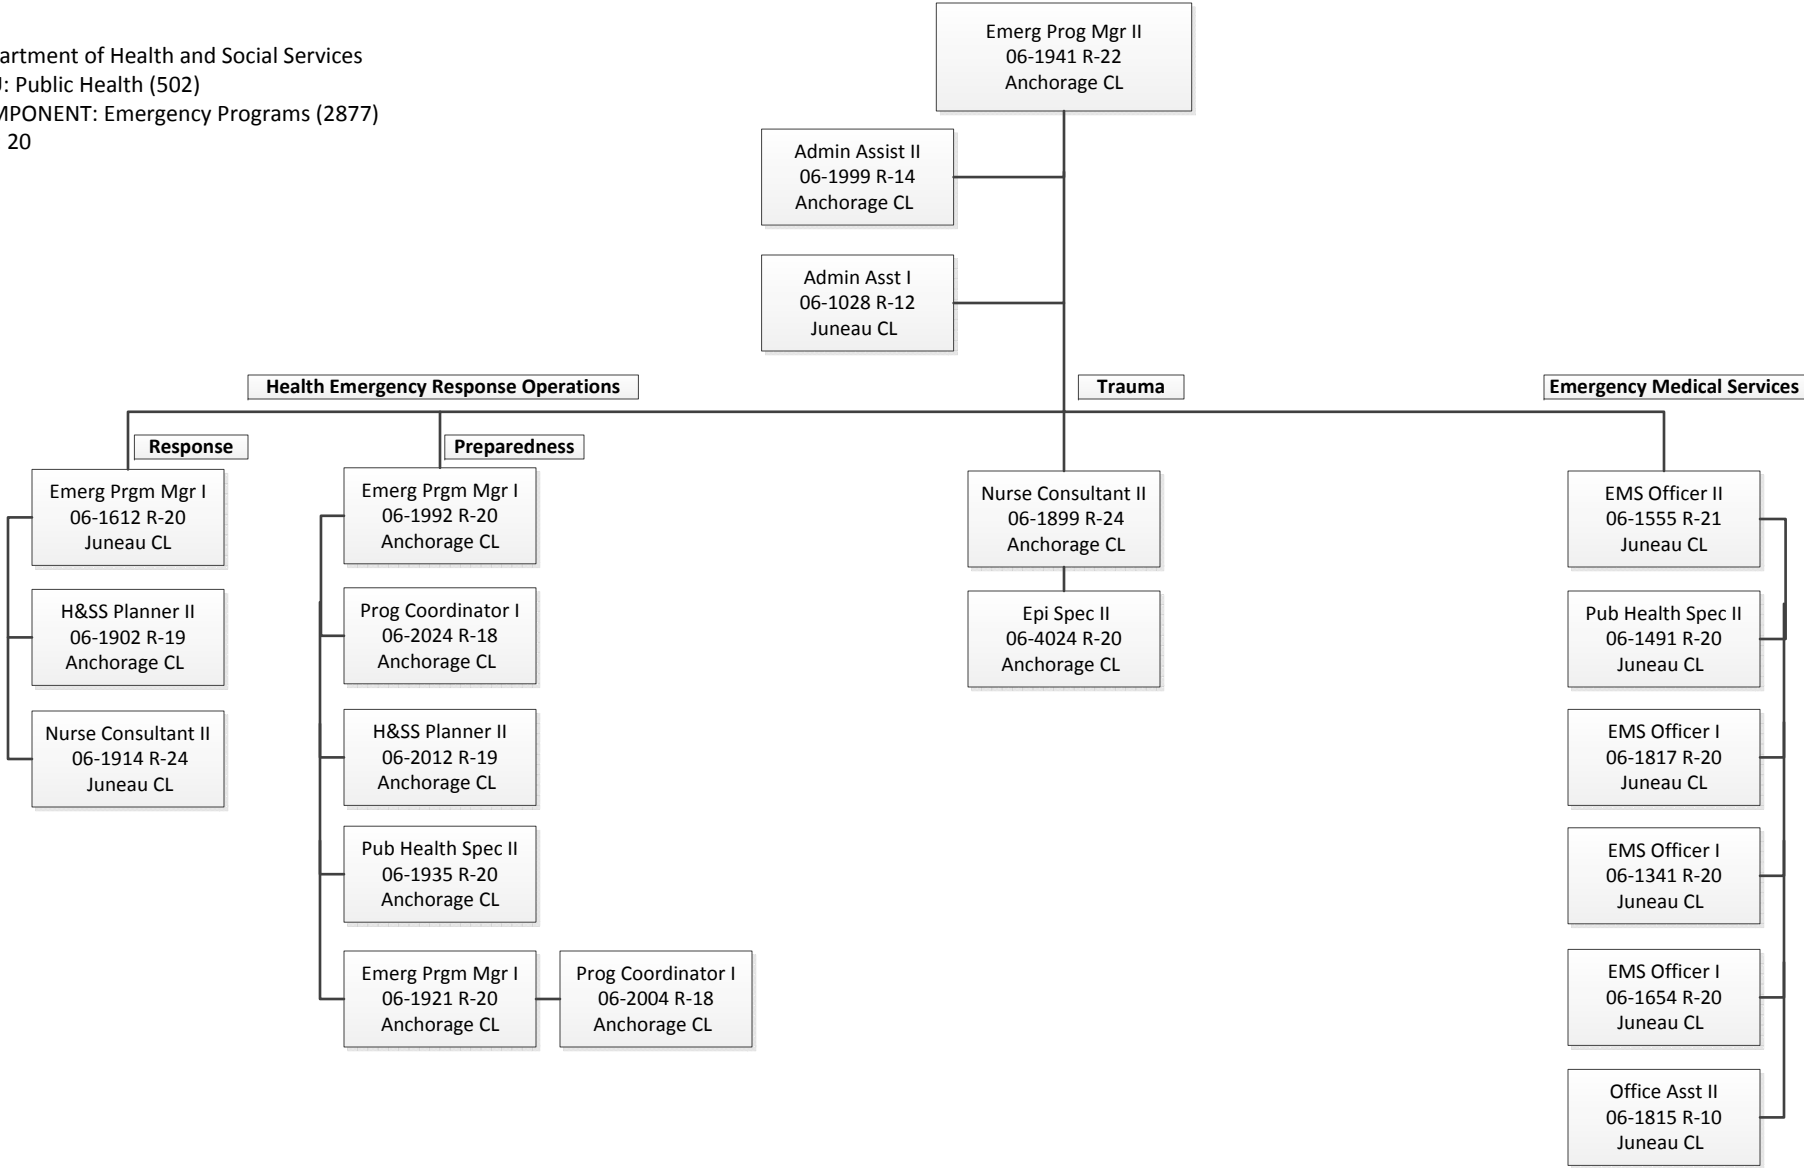 artment of Health and Social Services
: Public Health (502)
MPONENT: Emergency Programs (2877)
20
Emerg Prog Mgr II
06-1941 R-22
Anchorage CL
Admin Assist II
06-1999 R-14
Anchorage CL
Admin Asst I
06-1028 R-12
Juneau CL
Health Emergency Response Operations
Trauma
Emergency Medical Services
Response
Preparedness
Emerg Prgm Mgr I
06-1612 R-20
Juneau CL
H&SS Planner II
06-1902 R-19
Anchorage CL
Nurse Consultant II
06-1914 R-24
Juneau CL
Emerg Prgm Mgr I
06-1992 R-20
Anchorage CL
Prog Coordinator I
06-2024 R-18
Anchorage CL
H&SS Planner II
06-2012 R-19
Anchorage CL
Pub Health Spec II
06-1935 R-20
Anchorage CL
Emerg Prgm Mgr I
06-1921 R-20
Anchorage CL
Prog Coordinator I
06-2004 R-18
Anchorage CL
Nurse Consultant II
06-1899 R-24
Anchorage CL
Epi Spec II
06-4024 R-20
Anchorage CL
EMS Officer II
06-1555 R-21
Juneau CL
Pub Health Spec II
06-1491 R-20
Juneau CL
EMS Officer I
06-1817 R-20
Juneau CL
EMS Officer I
06-1341 R-20
Juneau CL
EMS Officer I
06-1654 R-20
Juneau CL
Office Asst II
06-1815 R-10
Juneau CL